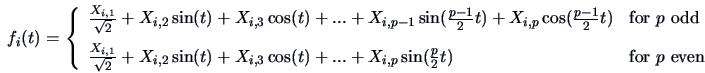 f_i(t) = { X_{i,1}/√2 + X_{i,2} sin(t) + X_{i,3} cos(t) + ... + X_{i,p−1} sin((p−1)/2 t) + X_{i,p} cos((p−1)/2 t) for p odd
X_{i,1}/√2 + X_{i,2} sin(t) + X_{i,3} cos(t) + ... + X_{i,p} sin(p/2 t) for p even